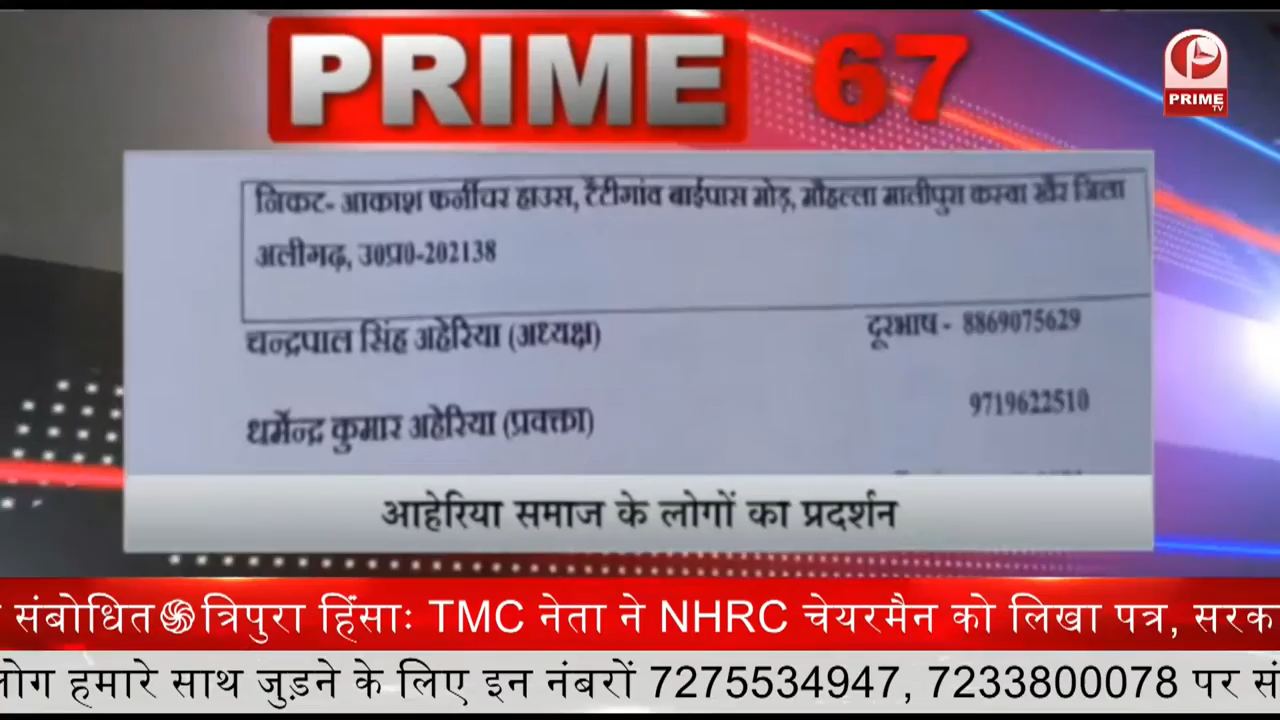 PRIME 67
PRIME
TV
निकट- आकाश फर्नीचर हाउस, टैंटीगांव बाईपास मोड़, मौहल्ला मालीपुरा कस्वा खैर जिला
अलीगढ़, उ0प्र0-202138
चन्द्रपाल सिंह अहेरिया (अध्यक्ष) दूरभाष - 8869075629
धर्मेन्द्र कुमार अहेरिया (प्रवक्ता) 9719622510
आहेरिया समाज के लोगों का प्रदर्शन
संबोधित त्रिपुरा हिंसाः TMC नेता ने NHRC चेयरमैन को लिखा पत्र, सरक
लोग हमारे साथ जुड़ने के लिए इन नंबरों 7275534947, 7233800078 पर सं